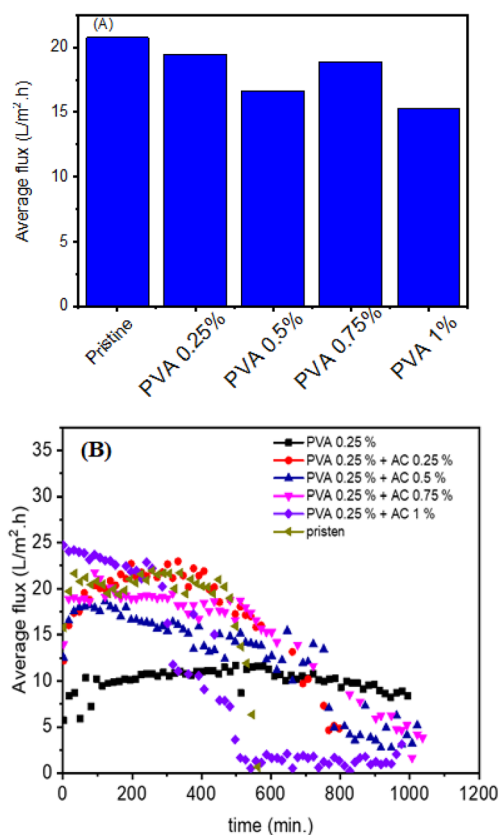 (A)
Average flux (L/m².h)
20
15
10
5
0
Pristine
PVA 0.25%
PVA 0.5%
PVA 0.75%
PVA 1%
(B)
PVA 0.25 %
PVA 0.25 % + AC 0.25 %
PVA 0.25 % + AC 0.5 %
PVA 0.25 % + AC 0.75 %
PVA 0.25 % + AC 1 %
pristen
Average flux (L/m².h)
35
30
25
20
15
10
5
0
0 200 400 600 800 1000
time (min.)